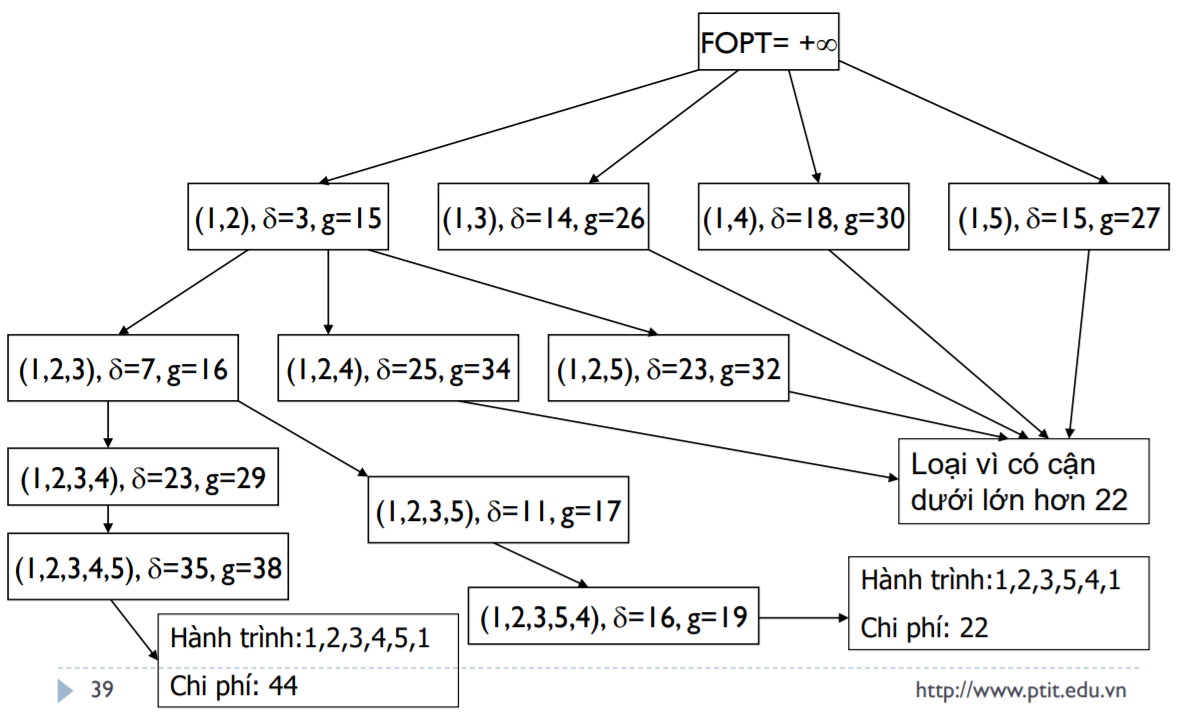 FOPT= +∞
(1,2), δ=3, g=15
(1,3), δ=14, g=26
(1,4), δ=18, g=30
(1,5), δ=15, g=27
(1,2,3), δ=7, g=16
(1,2,4), δ=25, g=34
(1,2,5), δ=23, g=32
Loại vì có cận
dưới lớn hơn 22
(1,2,3,4), δ=23, g=29
(1,2,3,5), δ=11, g=17
(1,2,3,4,5), δ=35, g=38
(1,2,3,5,4), δ=16, g=19
Hành trình:1,2,3,5,4,1
Chi phí: 22
Hành trình:1,2,3,4,5,1
Chi phí: 44
39
http://www.ptit.edu.vn